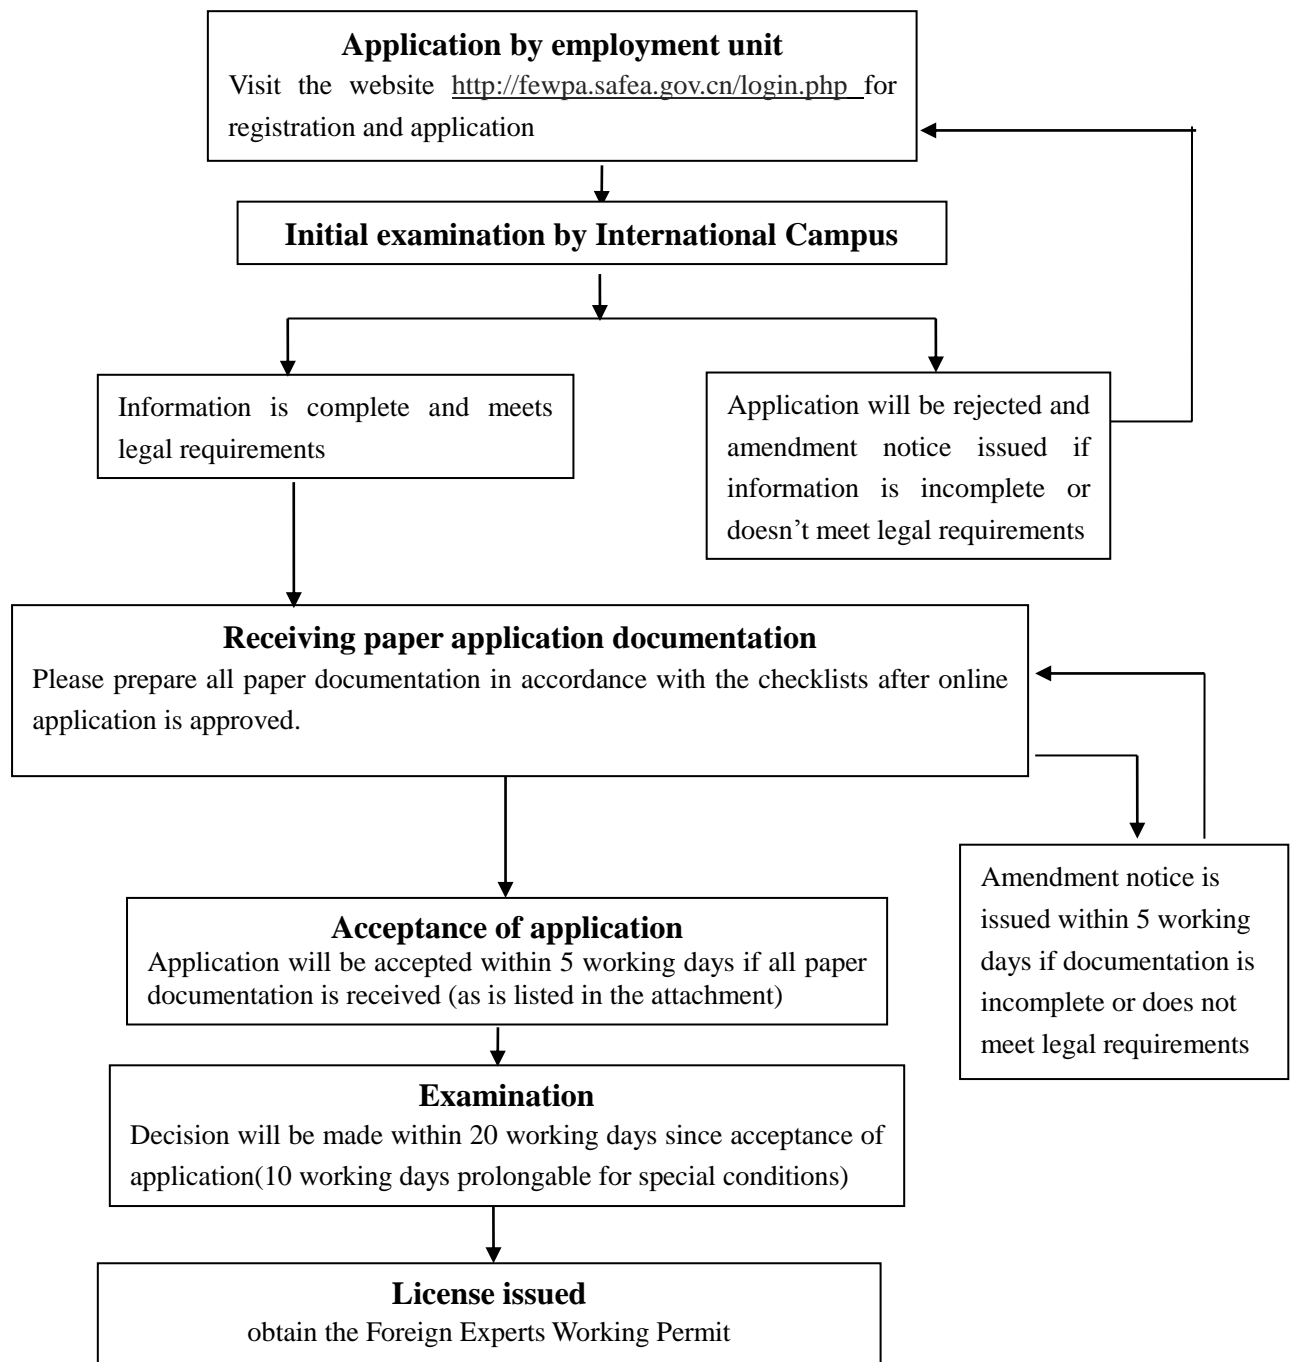 Application by employment unit
Visit the website http://fewpa.safea.gov.cn/login.php for
registration and application
Initial examination by International Campus
Information is complete and meets
legal requirements
Application will be rejected and
amendment notice issued if
information is incomplete or
doesn’t meet legal requirements
Receiving paper application documentation
Please prepare all paper documentation in accordance with the checklists after online
application is approved.
Amendment notice is
issued within 5 working
days if documentation is
incomplete or does not
meet legal requirements
Acceptance of application
Application will be accepted within 5 working days if all paper
documentation is received (as is listed in the attachment)
Examination
Decision will be made within 20 working days since acceptance of
application(10 working days prolongable for special conditions)
License issued
obtain the Foreign Experts Working Permit